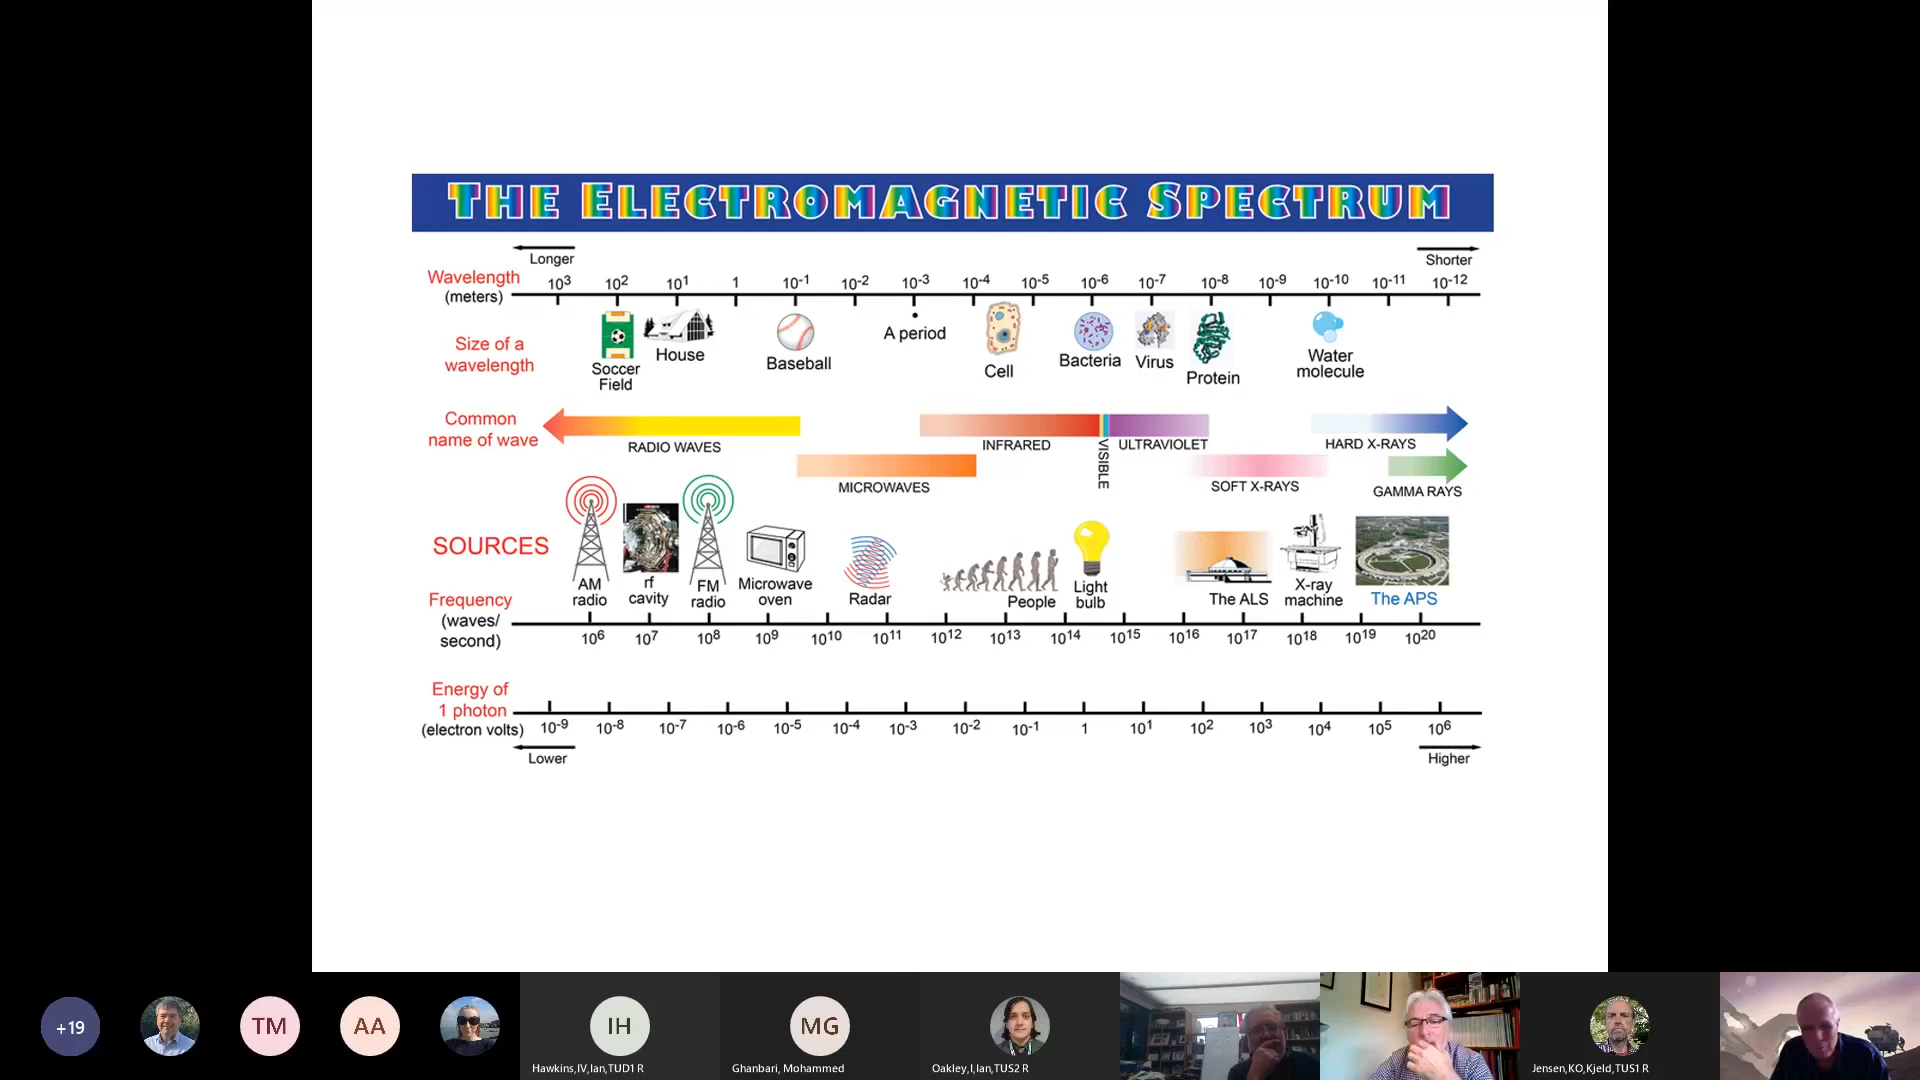 THE ELECTROMAGNETIC SPECTRUM
Longer
Shorter
Wavelength
(meters)
10³ 10² 10¹ 1 10⁻¹ 10⁻² 10⁻³ 10⁻⁴ 10⁻⁵ 10⁻⁶ 10⁻⁷ 10⁻⁸ 10⁻⁹ 10⁻¹⁰ 10⁻¹¹ 10⁻¹²
Size of a
wavelength
Soccer
Field
House
Baseball
A period
Cell
Bacteria
Virus
Protein
Water
molecule
Common
name of wave
RADIO WAVES
MICROWAVES
INFRARED
VISIBLE
ULTRAVIOLET
SOFT X-RAYS
HARD X-RAYS
GAMMA RAYS
SOURCES
AM
radio
rf
cavity
FM
radio
Microwave
oven
Radar
People
Light
bulb
The ALS
X-ray
machine
The APS
Frequency
(waves/
second)
10⁶ 10⁷ 10⁸ 10⁹ 10¹⁰ 10¹¹ 10¹² 10¹³ 10¹⁴ 10¹⁵ 10¹⁶ 10¹⁷ 10¹⁸ 10¹⁹ 10²⁰
Energy of
1 photon
(electron volts)
10⁻⁹ 10⁻⁸ 10⁻⁷ 10⁻⁶ 10⁻⁵ 10⁻⁴ 10⁻³ 10⁻² 10⁻¹ 1 10¹ 10² 10³ 10⁴ 10⁵ 10⁶
Lower
Higher
+19
TM
AA
IH
Hawkins,IV,Ian,TUD1 R
MG
Ghanbari, Mohammed
Oakley,I,Ian,TUS2 R
Jensen,KO,Kjeld,TUS1 R